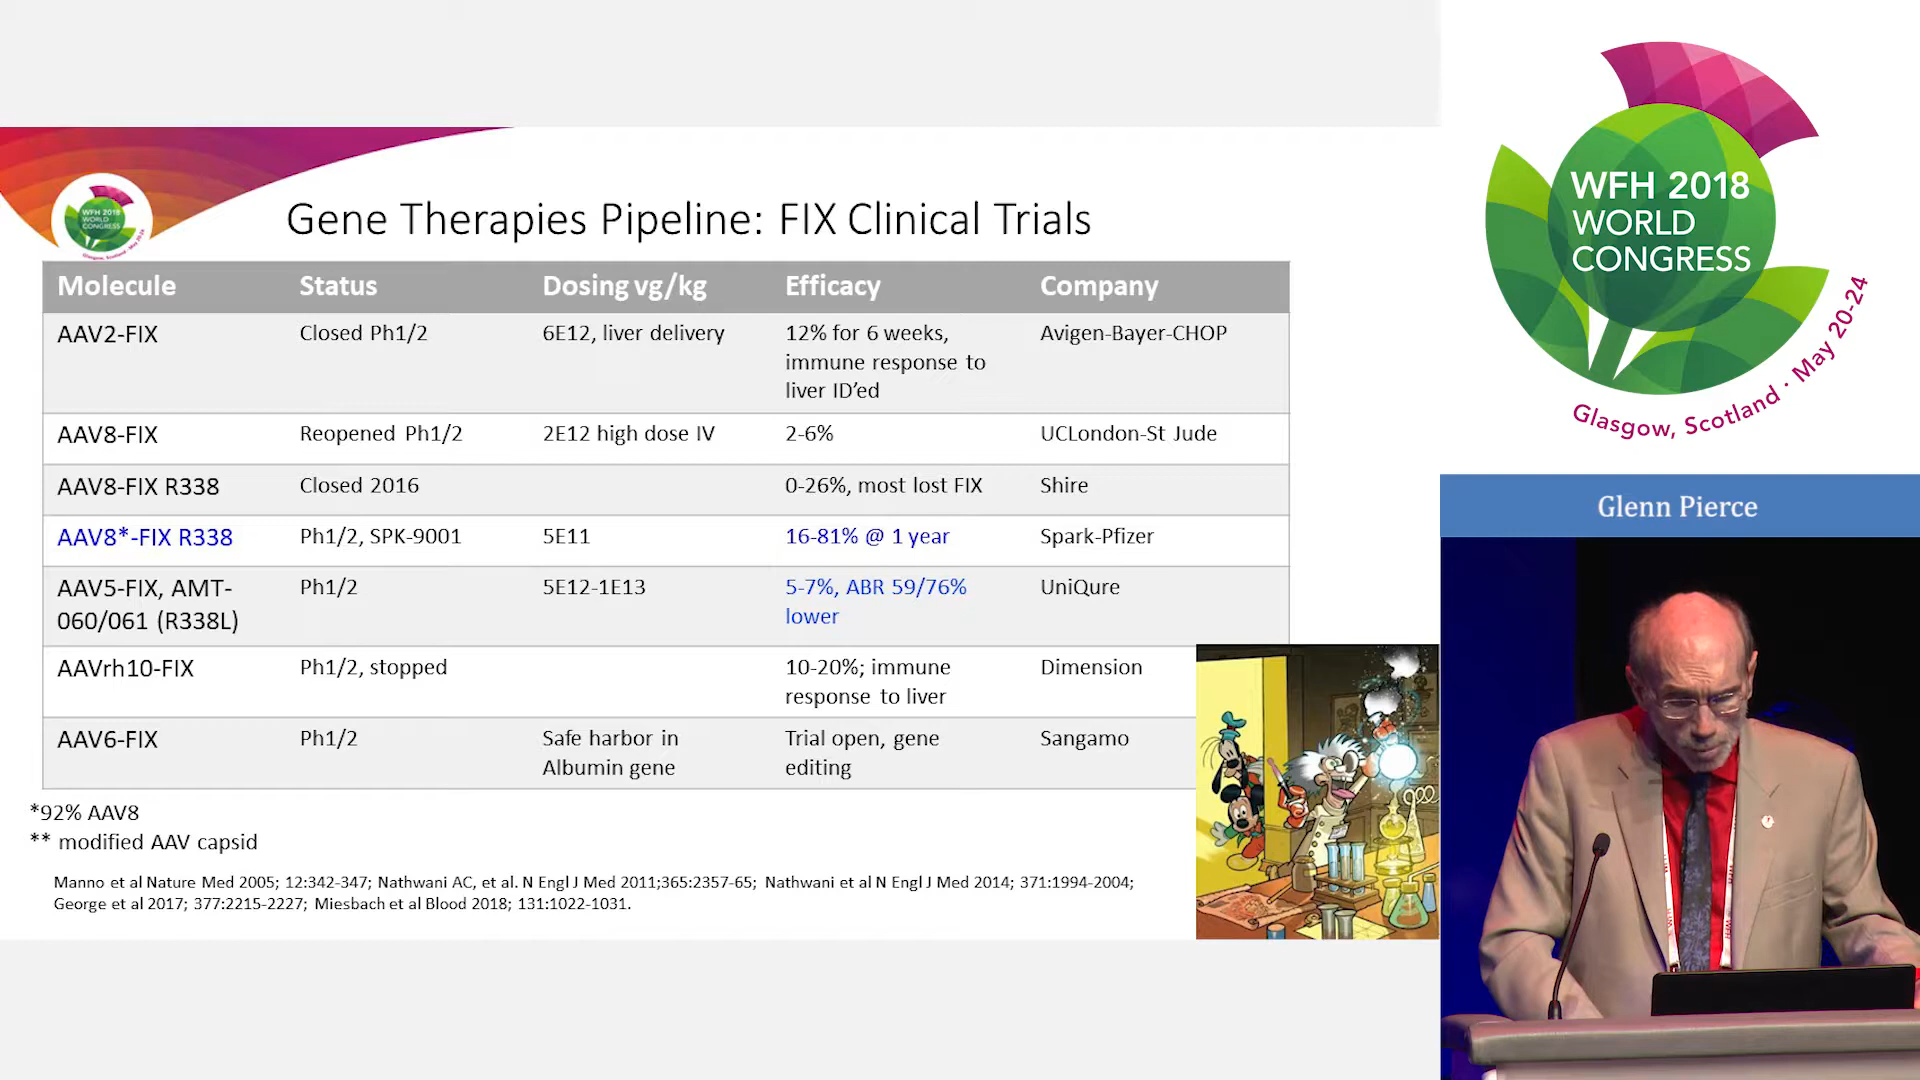 WFH 2018
WORLD
CONGRESS
Glasgow, Scotland · May 20-24
Gene Therapies Pipeline: FIX Clinical Trials
Molecule Status Dosing vg/kg Efficacy Company
AAV2-FIX Closed Ph1/2 6E12, liver delivery 12% for 6 weeks, Avigen-Bayer-CHOP
immune response to
liver ID'ed
AAV8-FIX Reopened Ph1/2 2E12 high dose IV 2-6% UCLondon-St Jude
AAV8-FIX R338 Closed 2016 0-26%, most lost FIX Shire
AAV8*-FIX R338 Ph1/2, SPK-9001 5E11 16-81% @ 1 year Spark-Pfizer
AAV5-FIX, AMT- Ph1/2 5E12-1E13 5-7%, ABR 59/76% UniQure
060/061 (R338L) lower
AAVrh10-FIX Ph1/2, stopped 10-20%; immune Dimension
response to liver
AAV6-FIX Ph1/2 Safe harbor in Trial open, gene Sangamo
Albumin gene editing
*92% AAV8
** modified AAV capsid
Manno et al Nature Med 2005; 12:342-347; Nathwani AC, et al. N Engl J Med 2011;365:2357-65; Nathwani et al N Engl J Med 2014; 371:1994-2004;
George et al 2017; 377:2215-2227; Miesbach et al Blood 2018; 131:1022-1031.
WFH 2018
WORLD
CONGRESS
Glasgow, Scotland · May 20-24
Glenn Pierce